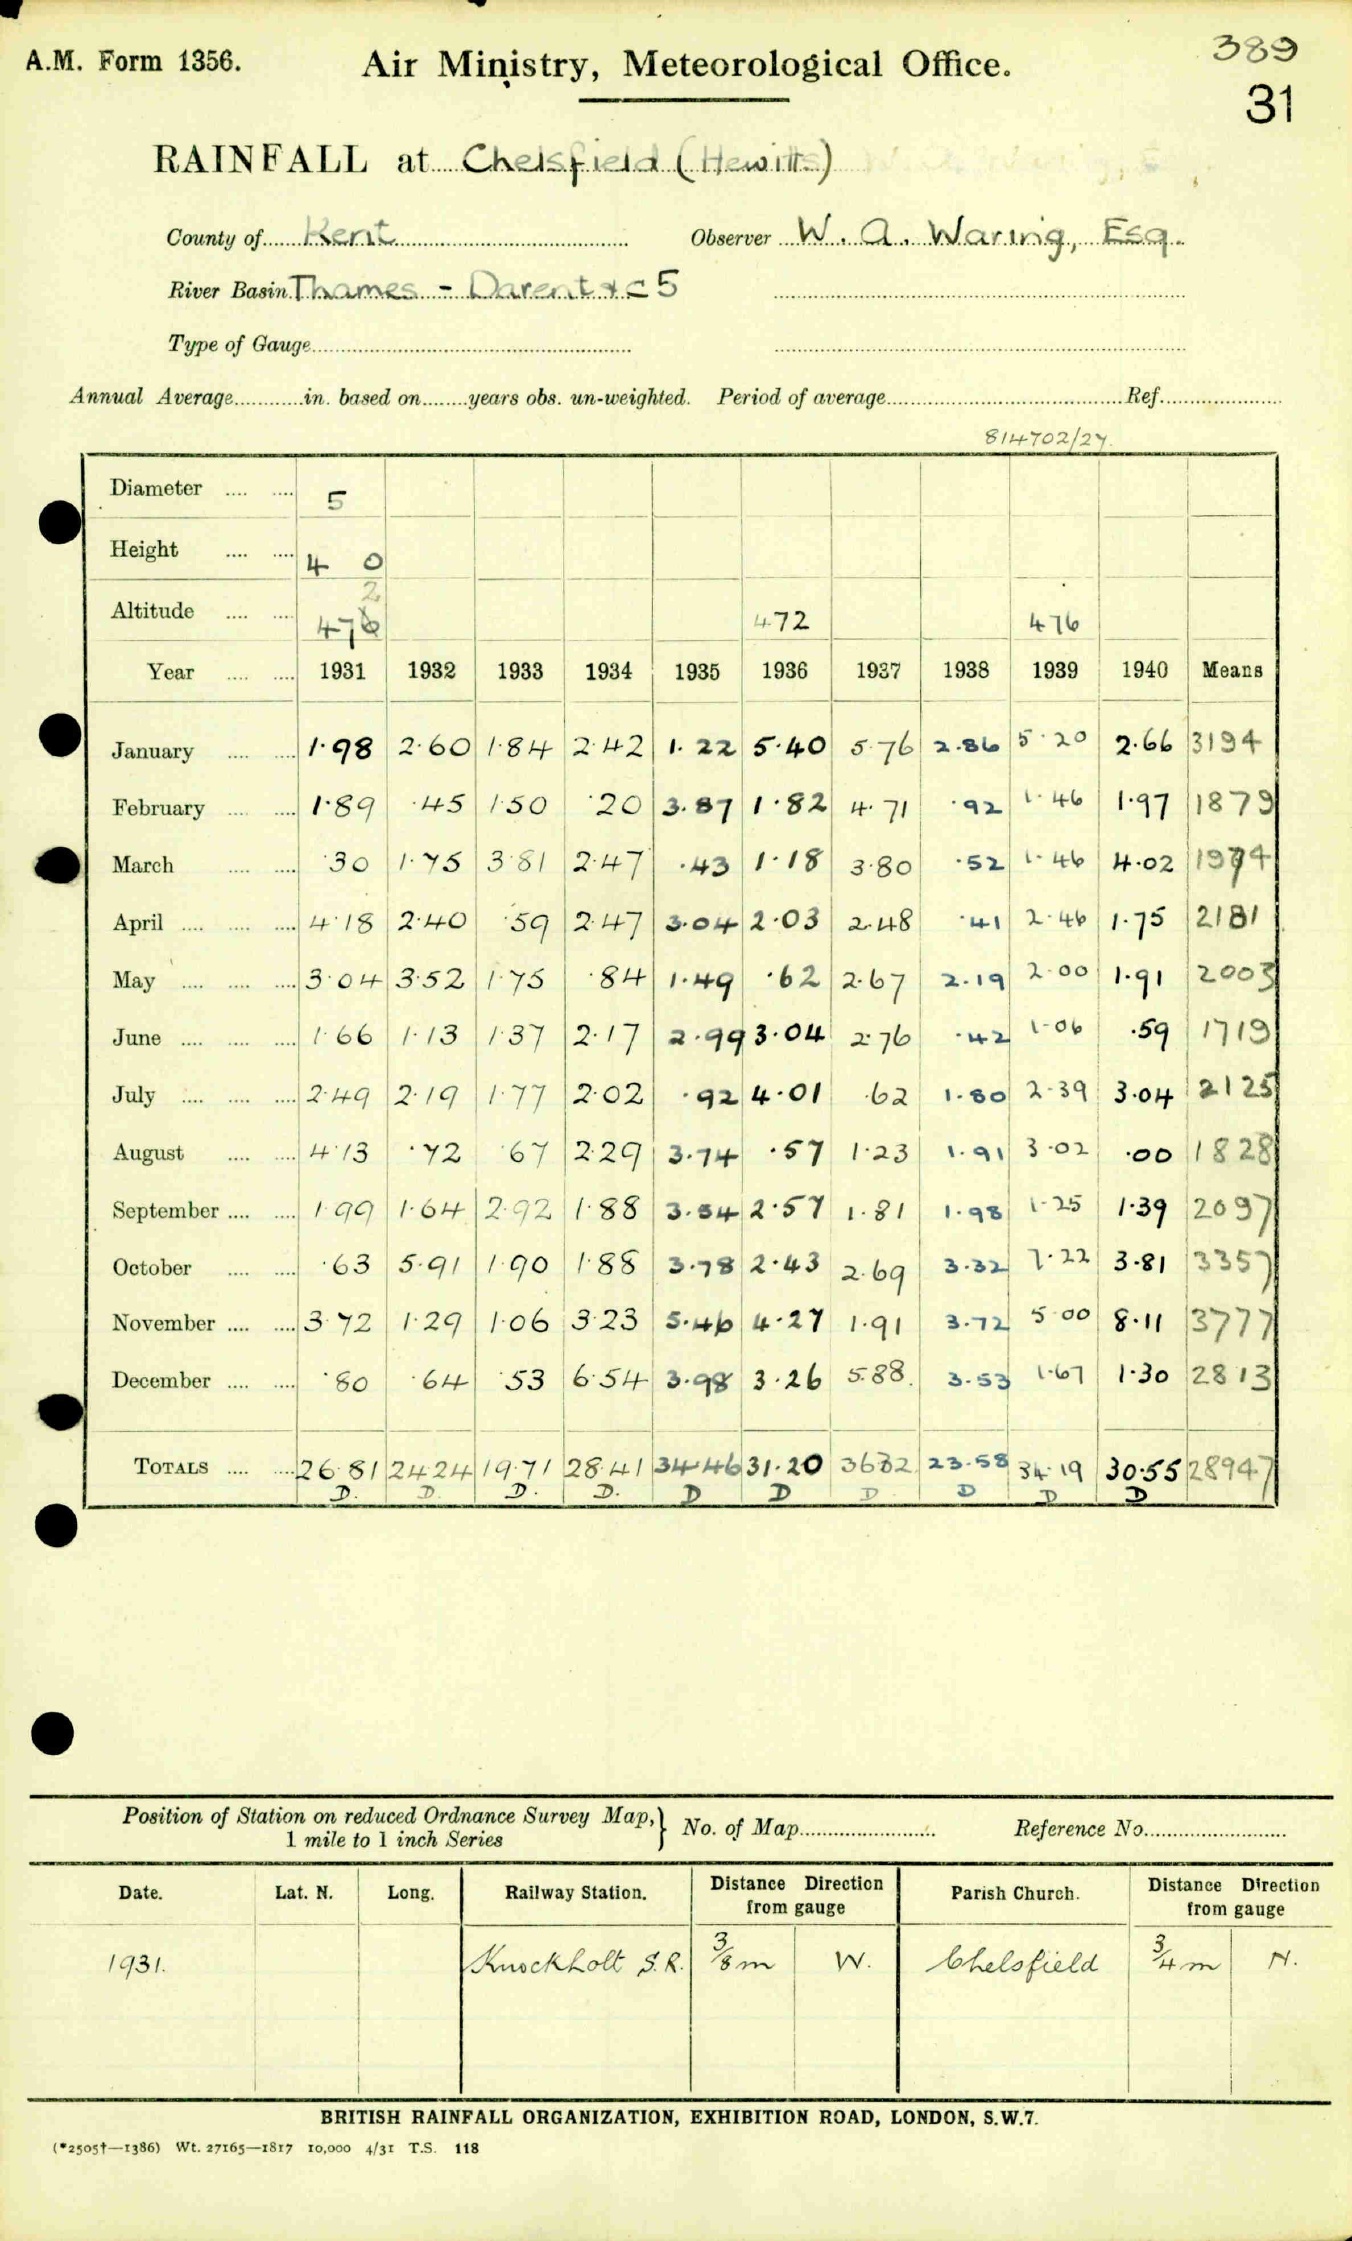 389
A.M. Form 1356. Air Ministry, Meteorological Office.
31
RAINFALL at Chelsfield (Hewitts)
County of Kent Observer W. A. Waring, Esq.
River Basin Thames - Darent &c 5
Type of Gauge
Annual Average in. based on years obs. un-weighted. Period of average Ref.
814702/27.
Diameter 5
Height 4 0
2
Altitude 476 472 476
Year 1931 1932 1933 1934 1935 1936 1937 1938 1939 1940 Means
January 1.98 2.60 1.84 2.42 1.22 5.40 5.76 2.86 5.20 2.66 3194
February 1.89 .45 1.50 .20 3.87 1.82 4.71 .92 1.46 1.97 1879
March .30 1.75 3.81 2.47 .43 1.18 3.80 .52 1.46 4.02 1974
April 4.18 2.40 .59 2.47 3.04 2.03 2.48 .41 2.46 1.75 2181
May 3.04 3.52 1.75 .84 1.49 .62 2.67 2.19 2.00 1.91 2003
June 1.66 1.13 1.37 2.17 2.99 3.04 2.76 .42 1.06 .59 1719
July 2.49 2.19 1.77 2.02 .92 4.01 .62 1.80 2.39 3.04 2125
August 4.13 .72 .67 2.29 3.74 .57 1.23 1.91 3.02 .00 1828
September 1.99 1.64 2.92 1.88 3.54 2.57 1.81 1.98 1.25 1.39 2097
October .63 5.91 1.90 1.88 3.78 2.43 2.69 3.32 7.22 3.81 3357
November 3.72 1.29 1.06 3.23 5.46 4.27 1.91 3.72 5.00 8.11 3777
December .80 .64 .53 6.54 3.98 3.26 5.88 3.53 1.67 1.30 2813
TOTALS 26.81 24.24 19.71 28.41 34.46 31.20 36.32 23.58 34.19 30.55 28947
D. D. D. D. D D D D D D
Position of Station on reduced Ordnance Survey Map,} No. of Map Reference No.
1 mile to 1 inch Series
Date. Lat. N. Long. Railway Station. Distance Direction from gauge Parish Church. Distance Direction from gauge
1931. Knockholt S.R. 3/8 m W. Chelsfield 3/4 m N.
BRITISH RAINFALL ORGANIZATION, EXHIBITION ROAD, LONDON, S.W.7.
(*2505†—1386) Wt. 27165—1817 10,000 4/31 T.S. 118